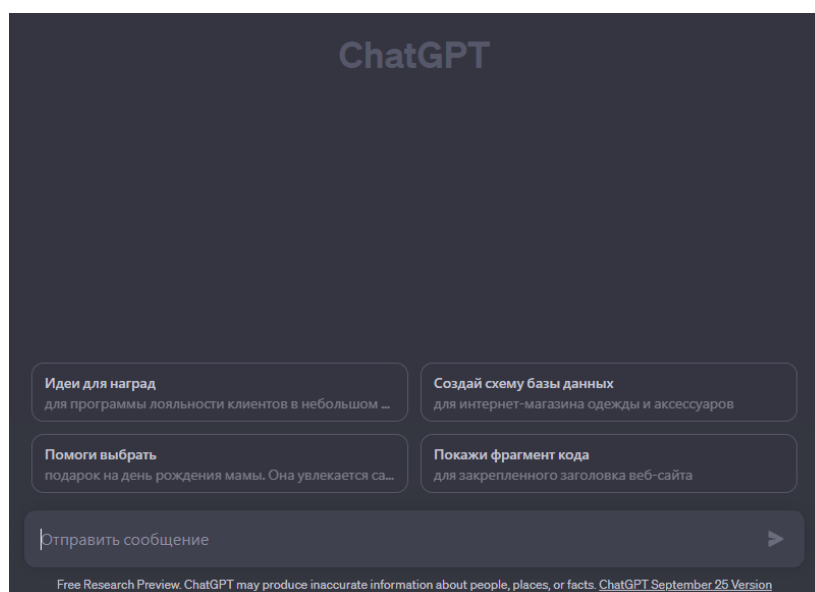 ChatGPT
Идеи для наград
для программы лояльности клиентов в небольшом ...
Создай схему базы данных
для интернет-магазина одежды и аксессуаров
Помоги выбрать
подарок на день рождения мамы. Она увлекается са...
Покажи фрагмент кода
для закрепленного заголовка веб-сайта
Отправить сообщение
Free Research Preview. ChatGPT may produce inaccurate information about people, places, or facts. ChatGPT September 25 Version